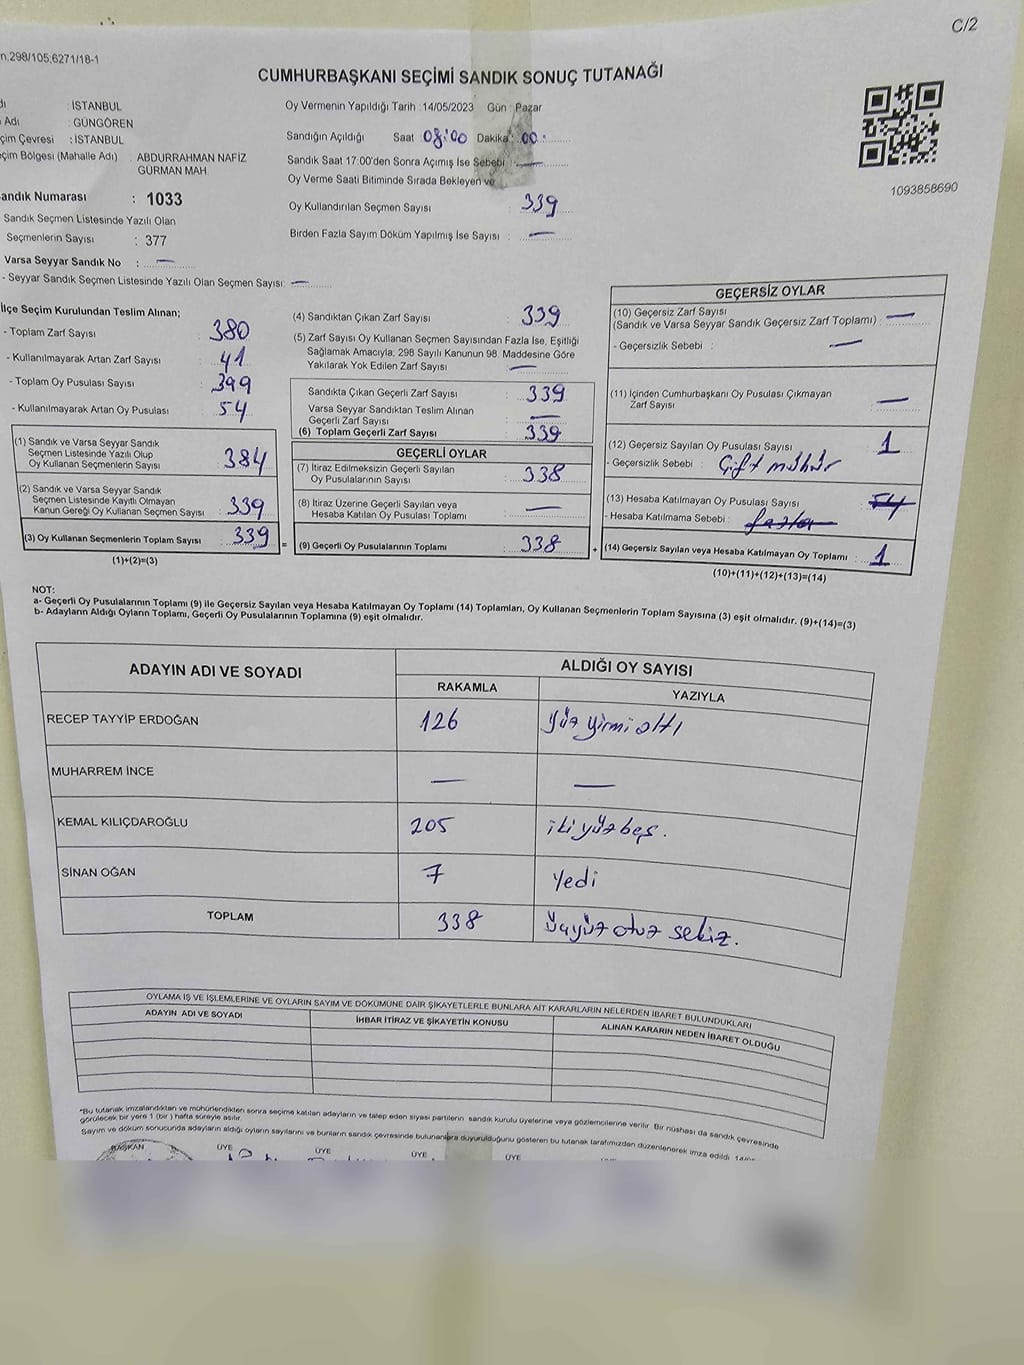 C/2
n.298/105;6271/18-1
CUMHURBAŞKANI SEÇİMİ SANDIK SONUÇ TUTANAĞI
dı : İSTANBUL
Adı : GÜNGÖREN
çim Çevresi : İSTANBUL
eçim Bölgesi (Mahalle Adı) : ABDURRAHMAN NAFİZ
GÜRMAN MAH
andık Numarası : 1033
Sandık Seçmen Listesinde Yazılı Olan
Seçmenlerin Sayısı : 377
Varsa Seyyar Sandık No : —
- Seyyar Sandık Seçmen Listesinde Yazılı Olan Seçmen Sayısı: —
Oy Vermenin Yapıldığı Tarih :14/05/2023 Gün : Pazar
Sandığın Açıldığı Saat 08:00 Dakika : 00
Sandık Saat 17:00'den Sonra Açımış İse Sebebi : —
Oy Verme Saati Bitiminde Sırada Bekleyen ve
Oy Kullandırılan Seçmen Sayısı : 339
Birden Fazla Sayım Döküm Yapılmış İse Sayısı : —
1093858690
İlçe Seçim Kurulundan Teslim Alınan;
- Toplam Zarf Sayısı : 380
- Kullanılmayarak Artan Zarf Sayısı : 41
- Toplam Oy Pusulası Sayısı : 399
- Kullanılmayarak Artan Oy Pusulası : 54
(1) Sandık ve Varsa Seyyar Sandık
Seçmen Listesinde Yazılı Olup
Oy Kullanan Seçmenlerin Sayısı : 384
(2) Sandık ve Varsa Seyyar Sandık
Seçmen Listesinde Kayıtlı Olmayan
Kanun Gereği Oy Kullanan Seçmen Sayısı : 339
(3) Oy Kullanan Seçmenlerin Toplam Sayısı : 339
(1)+(2)=(3)
(4) Sandıktan Çıkan Zarf Sayısı : 339
(5) Zarf Sayısı Oy Kullanan Seçmen Sayısından Fazla İse, Eşitliği
Sağlamak Amacıyla, 298 Sayılı Kanunun 98. Maddesine Göre
Yakılarak Yok Edilen Zarf Sayısı : —
Sandıkta Çıkan Geçerli Zarf Sayısı : 339
Varsa Seyyar Sandıktan Teslim Alınan
Geçerli Zarf Sayısı : —
(6) Toplam Geçerli Zarf Sayısı : 339
GEÇERLİ OYLAR
(7) İtiraz Edilmeksizin Geçerli Sayılan
Oy Pusulalarının Sayısı : 338
(8) İtiraz Üzerine Geçerli Sayılan veya
Hesaba Katılan Oy Pusulası Toplamı : —
= (9) Geçerli Oy Pusulalarının Toplamı : 338 +
GEÇERSİZ OYLAR
(10) Geçersiz Zarf Sayısı
(Sandık ve Varsa Seyyar Sandık Geçersiz Zarf Toplamı) : —
- Geçersizlik Sebebi : —
(11) İçinden Cumhurbaşkanı Oy Pusulası Çıkmayan
Zarf Sayısı : —
(12) Geçersiz Sayılan Oy Pusulası Sayısı : 1
- Geçersizlik Sebebi : Çift mühür
(13) Hesaba Katılmayan Oy Pusulası Sayısı : 54
- Hesaba Katılmama Sebebi : fazla
(14) Geçersiz Sayılan veya Hesaba Katılmayan Oy Toplamı : 1
(10)+(11)+(12)+(13)=(14)
NOT:
a- Geçerli Oy Pusulalarının Toplamı (9) ile Geçersiz Sayılan veya Hesaba Katılmayan Oy Toplamı (14) Toplamları, Oy Kullanan Seçmenlerin Toplam Sayısına (3) eşit olmalıdır. (9)+(14)=(3)
b- Adayların Aldığı Oyların Toplamı, Geçerli Oy Pusulalarının Toplamına (9) eşit olmalıdır.
ADAYIN ADI VE SOYADI
ALDIĞI OY SAYISI
RAKAMLA
YAZIYLA
RECEP TAYYİP ERDOĞAN 126 yüz yirmi altı
MUHARREM İNCE — —
KEMAL KILIÇDAROĞLU 205 iki yüz beş.
SİNAN OĞAN 7 Yedi
TOPLAM 338 Üçyüz otuz sekiz.
OYLAMA İŞ VE İŞLEMLERİNE VE OYLARIN SAYIM VE DÖKÜMÜNE DAİR ŞİKAYETLERLE BUNLARA AİT KARARLARIN NELERDEN İBARET BULUNDUKLARI
ADAYIN ADI VE SOYADI
İHBAR İTİRAZ VE ŞİKAYETİN KONUSU
ALINAN KARARIN NEDEN İBARET OLDUĞU
*Bu tutanak imzalandıktan ve mühürlendikten sonra seçime katılan adayların ve talep eden siyasi partilerin sandık kurulu üyelerine veya gözlemcilerine verilir. Bir nüshası da sandık çevresinde
görülecek bir yere 1 (bir) hafta süreyle asılır.
Sayım ve döküm sonucunda adayların aldığı oyların sayılarını ve bunların sandık çevresinde bulunanlara duyurulduğunu gösteren bu tutanak tarafımızdan düzenlenerek imza edildi.
BAŞKAN ÜYE ÜYE ÜYE ÜYE